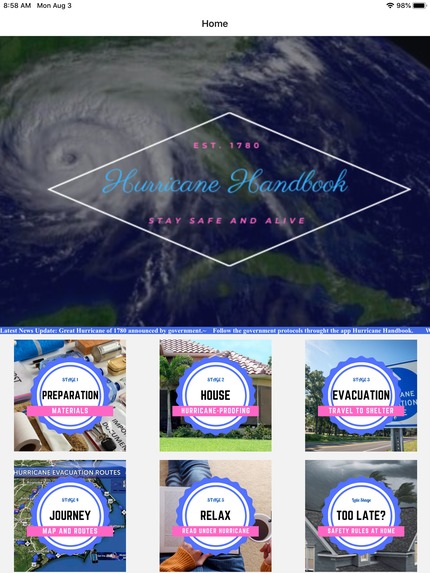 8:58 AM Mon Aug 3
98%
Home
EST. 1780
Hurricane Handbook
STAY SAFE AND ALIVE
Latest News Update: Great Hurricane of 1780 announced by government.~ Follow the government protocols throught the app Hurricane Handbook.
STAGE 1
PREPARATION
MATERIALS
STAGE 2
HOUSE
HURRICANE-PROOFING
STAGE 3
EVACUATION
TRAVEL TO SHELTER
HURRICANE EVACUATION ROUTES
STAGE 4
JOURNEY
MAP AND ROUTES
STAGE 5
RELAX
READ UNDER HURRICANE
Late Stage
TOO LATE?
SAFETY RULES AT HOME